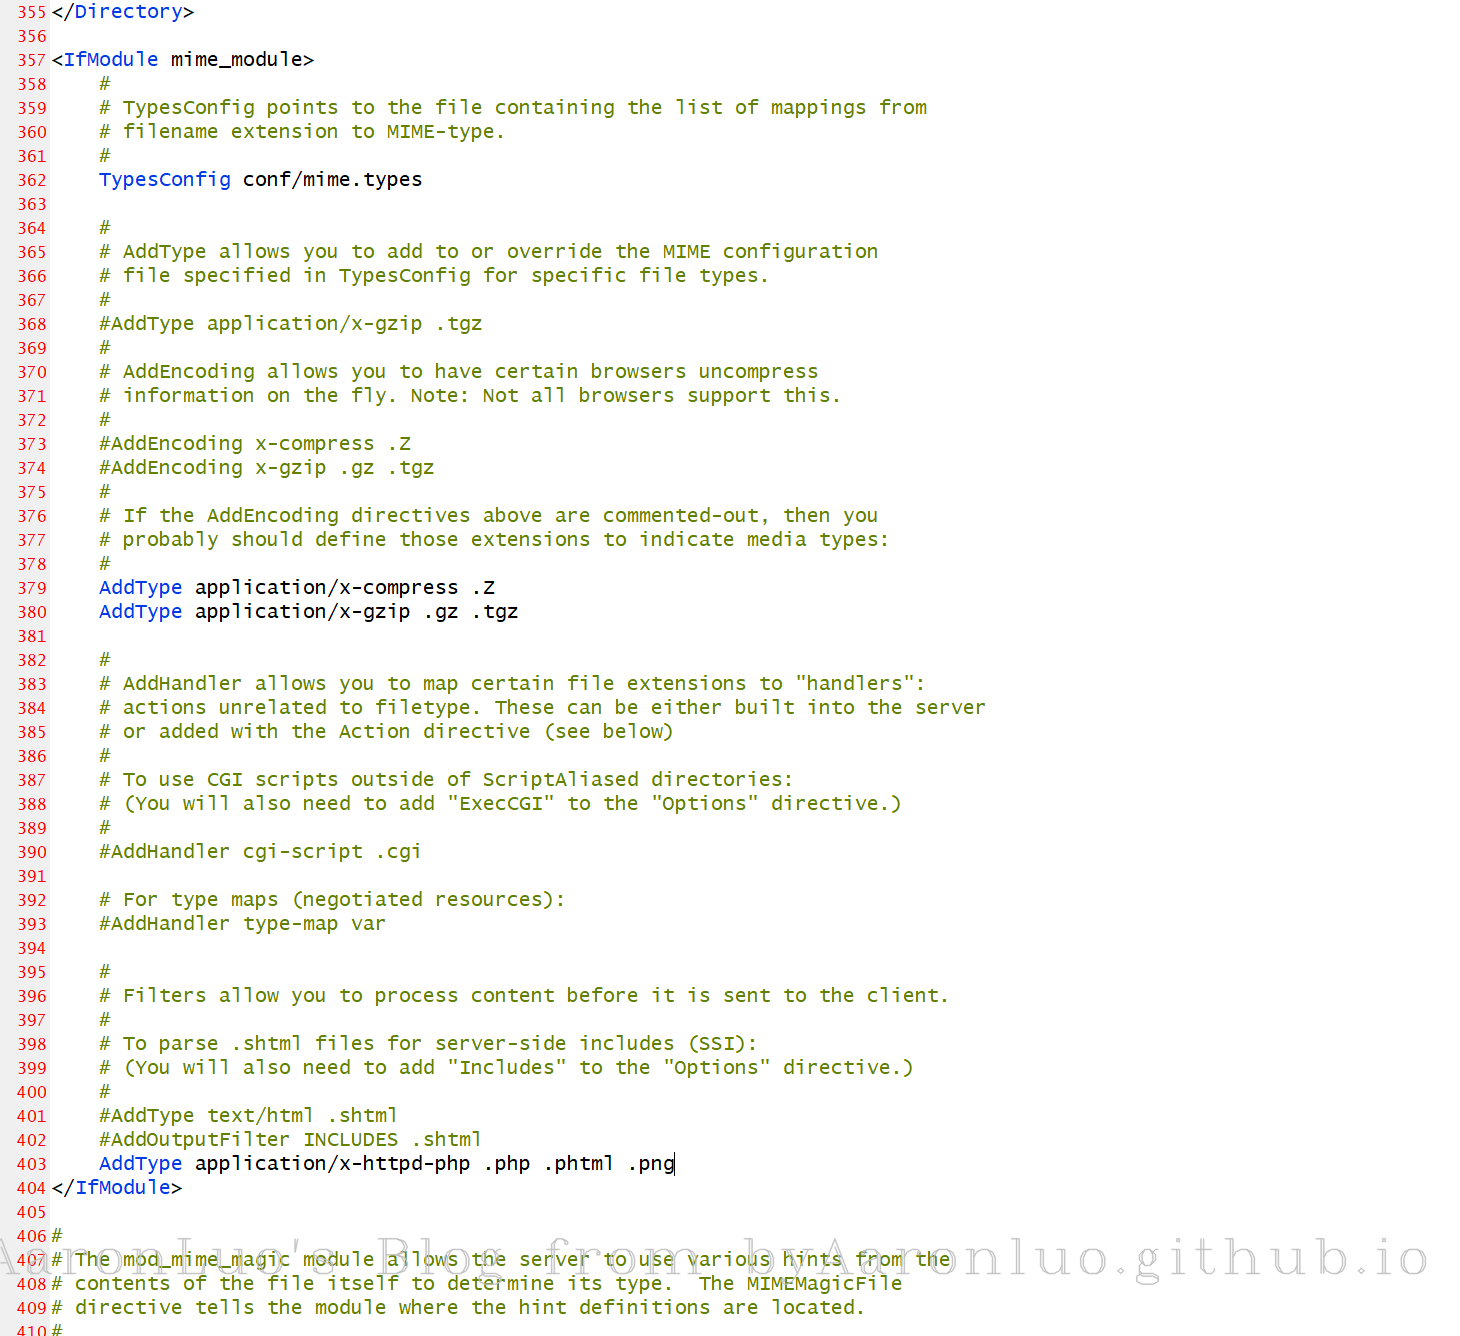 355 </Directory>
356
357 <IfModule mime_module>
358     #
359     # TypesConfig points to the file containing the list of mappings from
360     # filename extension to MIME-type.
361     #
362     TypesConfig conf/mime.types
363
364     #
365     # AddType allows you to add to or override the MIME configuration
366     # file specified in TypesConfig for specific file types.
367     #
368     #AddType application/x-gzip .tgz
369     #
370     # AddEncoding allows you to have certain browsers uncompress
371     # information on the fly. Note: Not all browsers support this.
372     #
373     #AddEncoding x-compress .Z
374     #AddEncoding x-gzip .gz .tgz
375     #
376     # If the AddEncoding directives above are commented-out, then you
377     # probably should define those extensions to indicate media types:
378     #
379     AddType application/x-compress .Z
380     AddType application/x-gzip .gz .tgz
381
382     #
383     # AddHandler allows you to map certain file extensions to "handlers":
384     # actions unrelated to filetype. These can be either built into the server
385     # or added with the Action directive (see below)
386     #
387     # To use CGI scripts outside of ScriptAliased directories:
388     # (You will also need to add "ExecCGI" to the "Options" directive.)
389     #
390     #AddHandler cgi-script .cgi
391
392     # For type maps (negotiated resources):
393     #AddHandler type-map var
394
395     #
396     # Filters allow you to process content before it is sent to the client.
397     #
398     # To parse .shtml files for server-side includes (SSI):
399     # (You will also need to add "Includes" to the "Options" directive.)
400     #
401     #AddType text/html .shtml
402     #AddOutputFilter INCLUDES .shtml
403     AddType application/x-httpd-php .php .phtml .png
404 </IfModule>
405
406 #
407 # The mod_mime_magic module allows the server to use various hints from the
408 # contents of the file itself to determine its type.  The MIMEMagicFile
409 # directive tells the module where the hint definitions are located.
410 #
AaronLuo's Blog from byAaronluo.github.io